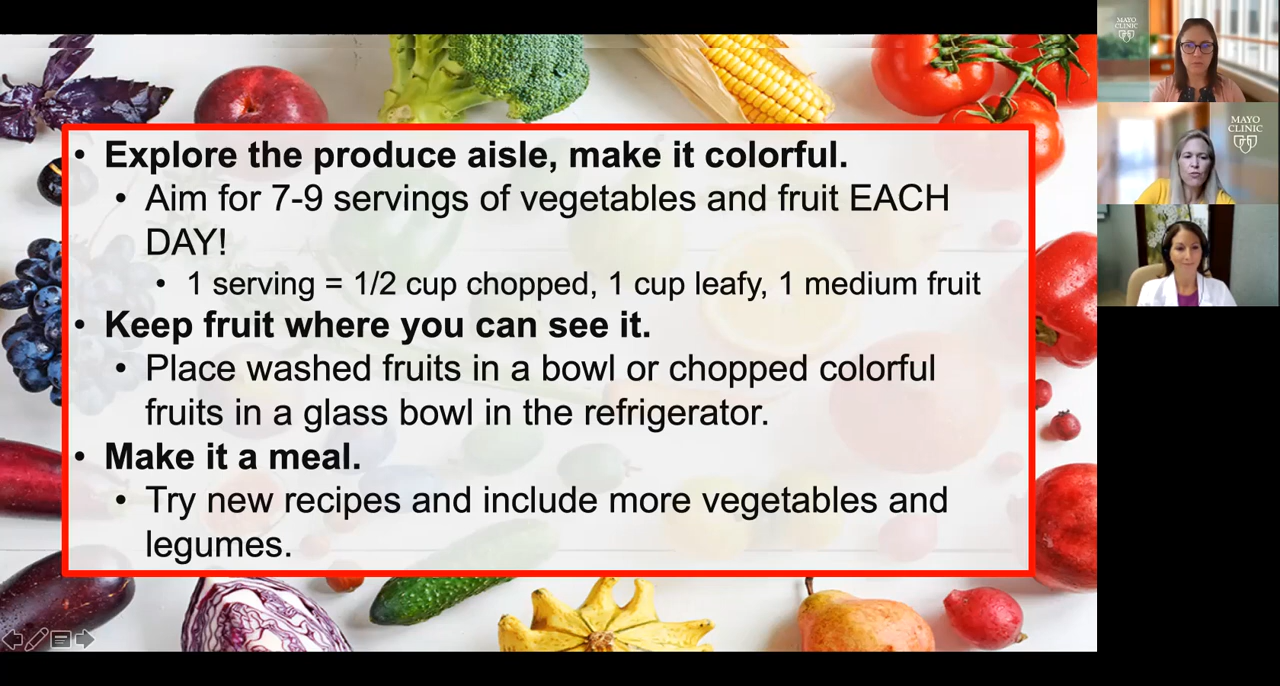 • Explore the produce aisle, make it colorful.
• Aim for 7-9 servings of vegetables and fruit EACH
DAY!
• 1 serving = 1/2 cup chopped, 1 cup leafy, 1 medium fruit
• Keep fruit where you can see it.
• Place washed fruits in a bowl or chopped colorful
fruits in a glass bowl in the refrigerator.
• Make it a meal.
• Try new recipes and include more vegetables and
legumes.
MAYO
CLINIC
MAYO
CLINIC